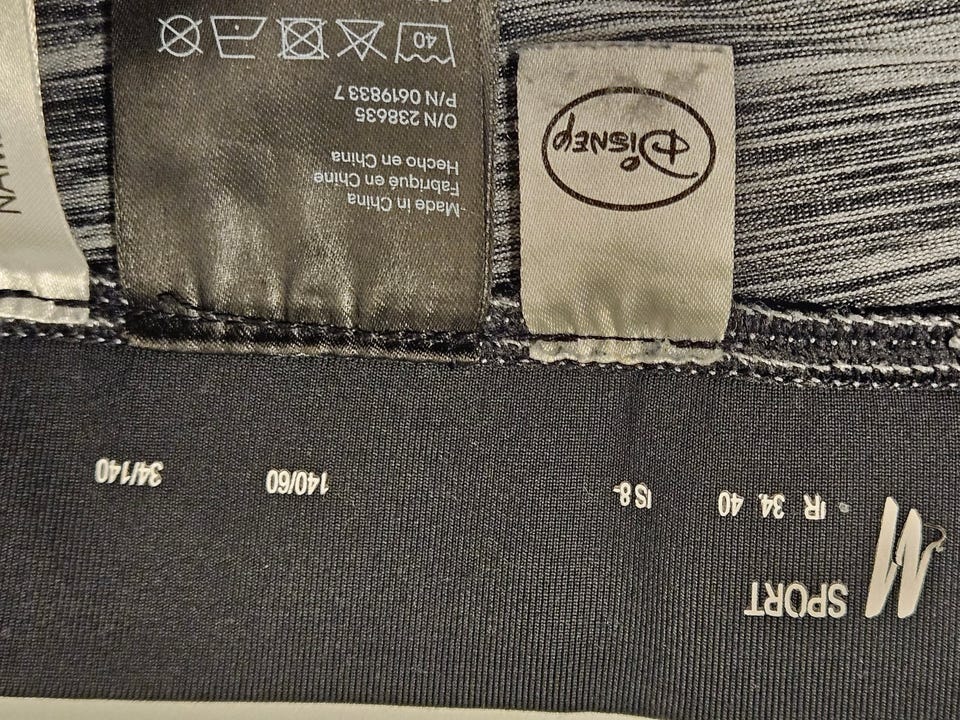 SPORT
34 40
IS 8-
140/60
34/140
Disney
Made in China
Fabriqué en Chine
Hecho en China
O/N 238635
P/N 0619833 7
40